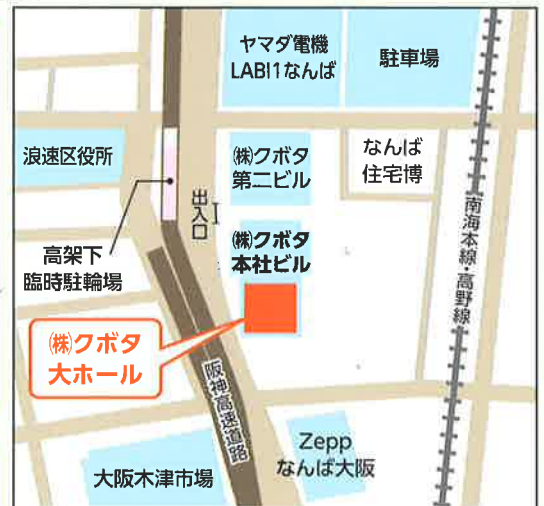 ヤマダ電機
LABI1なんば
駐車場
浪速区役所
㈱クボタ
第二ビル
なんば
住宅博
出入口
㈱クボタ
本社ビル
南海本線・高野線
高架下
臨時駐輪場
㈱クボタ
大ホール
阪神高速道路
Zepp
なんば大阪
大阪木津市場